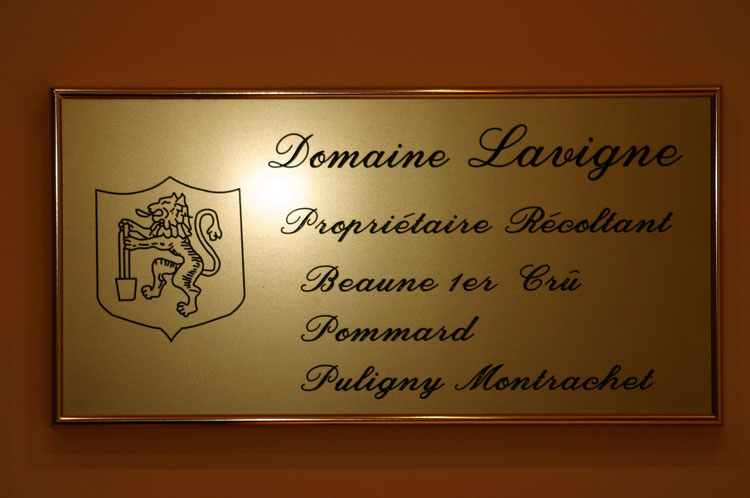 Domaine Lavigne
Propriétaire Récoltant
Beaune 1er Crû
Pommard
Puligny Montrachet